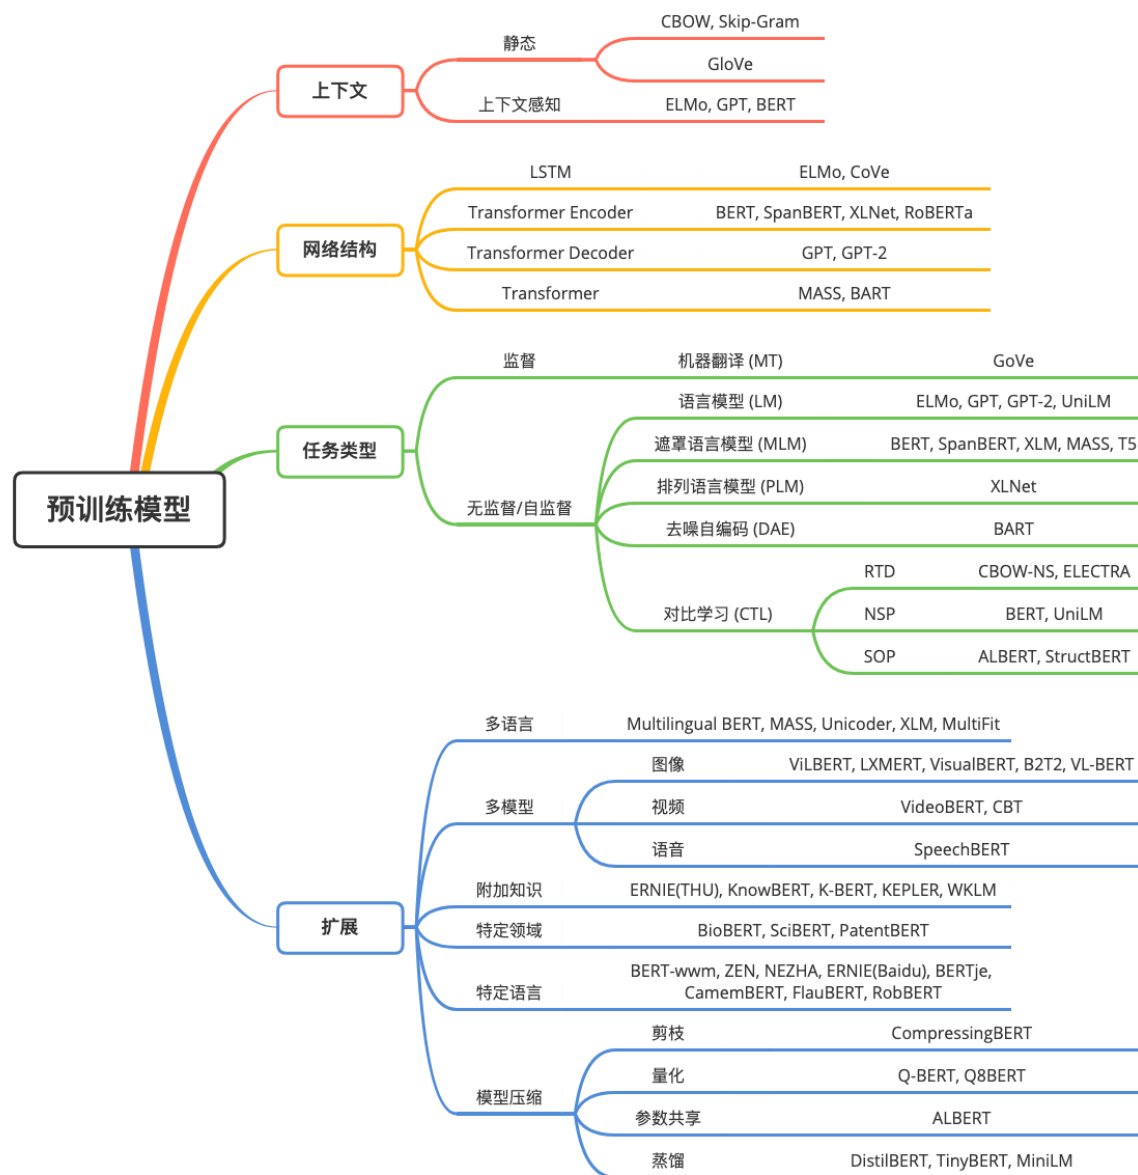 预训练模型
上下文
静态
CBOW, Skip-Gram
GloVe
上下文感知
ELMo, GPT, BERT
网络结构
LSTM
ELMo, CoVe
Transformer Encoder
BERT, SpanBERT, XLNet, RoBERTa
Transformer Decoder
GPT, GPT-2
Transformer
MASS, BART
任务类型
监督
机器翻译 (MT)
GoVe
无监督/自监督
语言模型 (LM)
ELMo, GPT, GPT-2, UniLM
遮罩语言模型 (MLM)
BERT, SpanBERT, XLM, MASS, T5
排列语言模型 (PLM)
XLNet
去噪自编码 (DAE)
BART
对比学习 (CTL)
RTD
CBOW-NS, ELECTRA
NSP
BERT, UniLM
SOP
ALBERT, StructBERT
扩展
多语言
Multilingual BERT, MASS, Unicoder, XLM, MultiFit
多模型
图像
ViLBERT, LXMERT, VisualBERT, B2T2, VL-BERT
视频
VideoBERT, CBT
语音
SpeechBERT
附加知识
ERNIE(THU), KnowBERT, K-BERT, KEPLER, WKLM
特定领域
BioBERT, SciBERT, PatentBERT
特定语言
BERT-wwm, ZEN, NEZHA, ERNIE(Baidu), BERTje,
CamemBERT, FlauBERT, RobBERT
模型压缩
剪枝
CompressingBERT
量化
Q-BERT, Q8BERT
参数共享
ALBERT
蒸馏
DistilBERT, TinyBERT, MiniLM